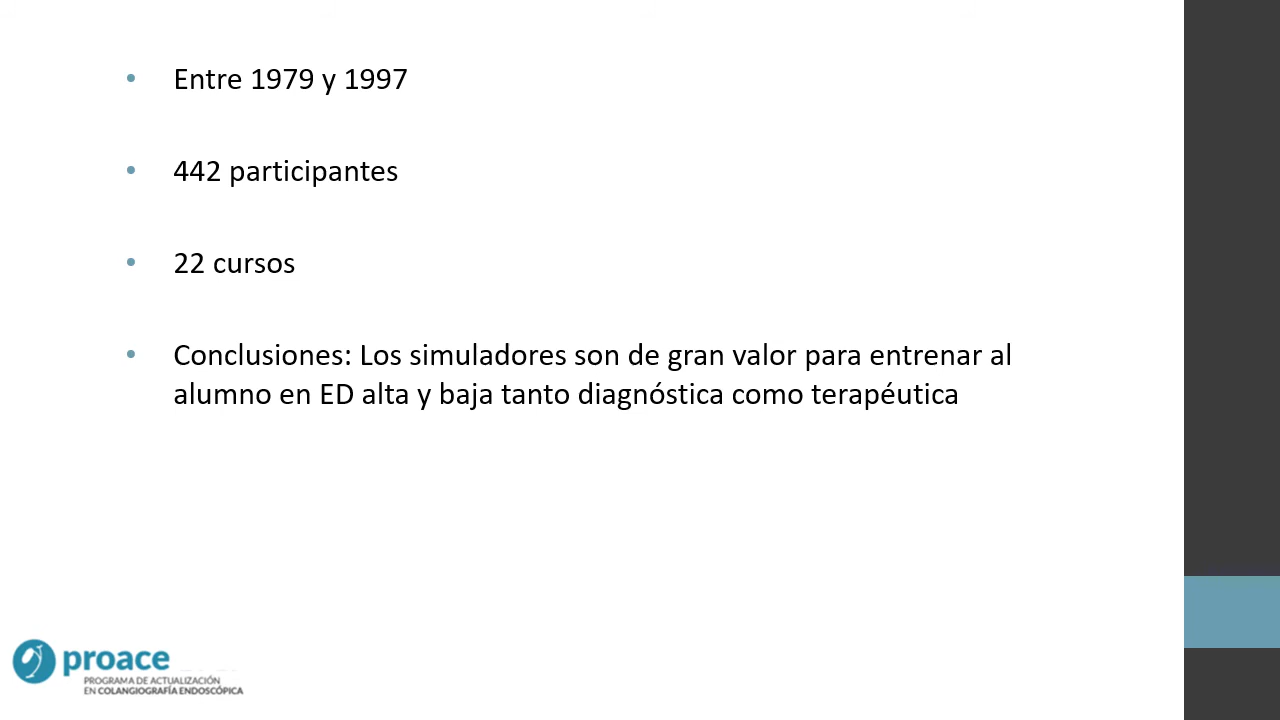 • Entre 1979 y 1997
• 442 participantes
• 22 cursos
• Conclusiones: Los simuladores son de gran valor para entrenar al
alumno en ED alta y baja tanto diagnóstica como terapéutica
proace
PROGRAMA DE ACTUALIZACIÓN
EN COLANGIOGRAFÍA ENDOSCÓPICA